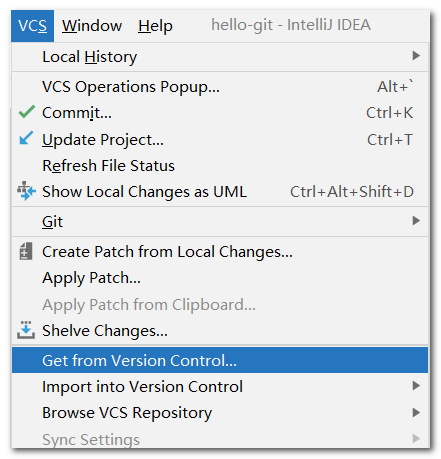 VCS Window Help hello-git - IntelliJ IDEA
Local History
VCS Operations Popup... Alt+`
Commit... Ctrl+K
Update Project... Ctrl+T
Refresh File Status
Show Local Changes as UML Ctrl+Alt+Shift+D
Git
Create Patch from Local Changes...
Apply Patch...
Apply Patch from Clipboard...
Shelve Changes...
Get from Version Control...
Import into Version Control
Browse VCS Repository
Sync Settings